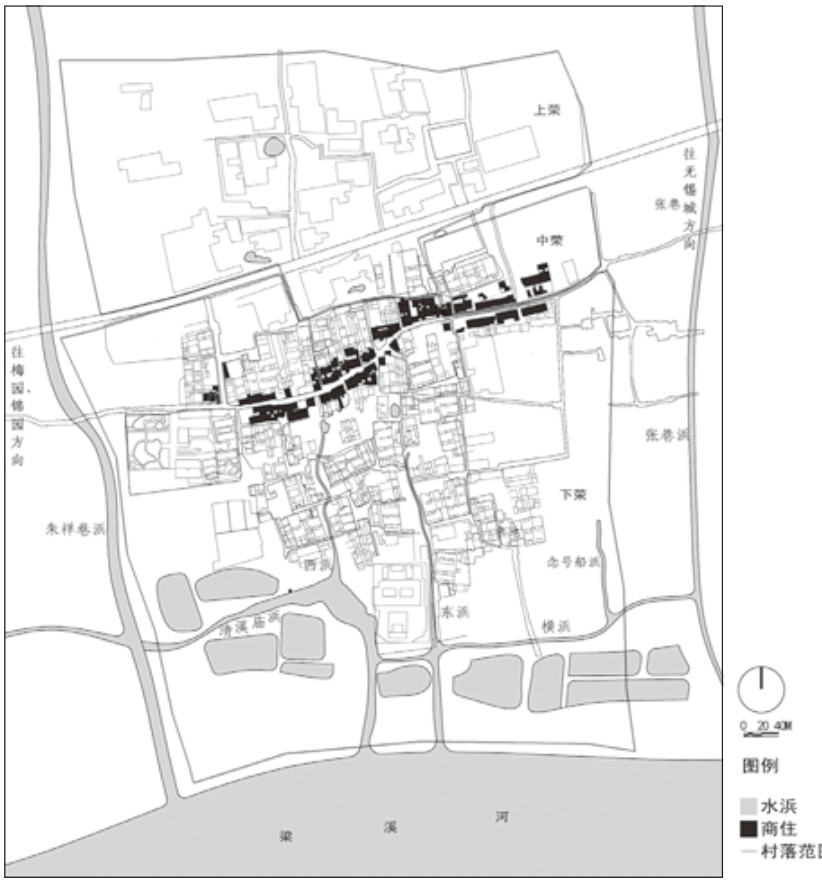 上荣
往无锡城方向
张巷
中荣
往梅园、锦园方向
张巷浜
下荣
朱祥巷浜
念号船浜
西浜
东浜
清溪庙浜
横浜
梁溪河
0 20 40M
图例
水浜
商住
村落范围